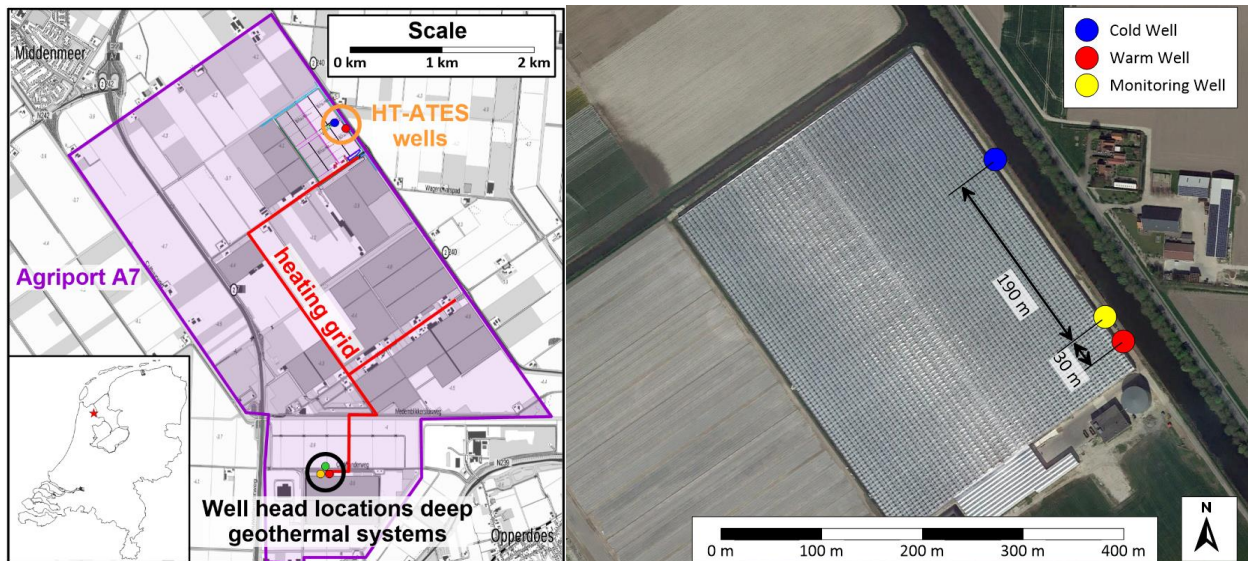 Middenmeer
Scale
0 km
1 km
2 km
HT-ATES
wells
Agriport A7
heating grid
N239
Well head locations deep
geothermal systems
Opperdoes
Cold Well
Warm Well
Monitoring Well
190 m
30 m
0 m
100 m
200 m
300 m
400 m
N